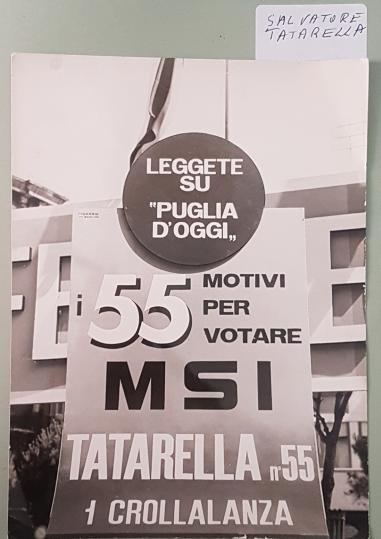 SALVATORE
TATARELLA
LEGGETE
SU
"PUGLIA
D'OGGI„
i 55 MOTIVI
PER
VOTARE
MSI
TATARELLA n°55
1 CROLLALANZA